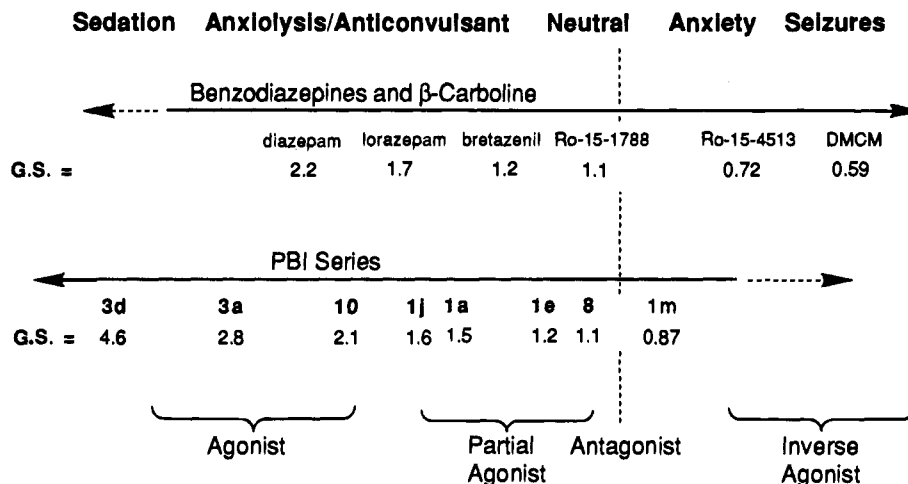 Sedation Anxiolysis/Anticonvulsant Neutral Anxiety Seizures
Benzodiazepines and β-Carboline
diazepam lorazepam bretazenil Ro-15-1788 Ro-15-4513 DMCM
G.S. = 2.2 1.7 1.2 1.1 0.72 0.59
PBI Series
3d 3a 10 1j 1a 1e 8 1m
G.S. = 4.6 2.8 2.1 1.6 1.5 1.2 1.1 0.87
Agonist Partial Agonist Antagonist Inverse Agonist